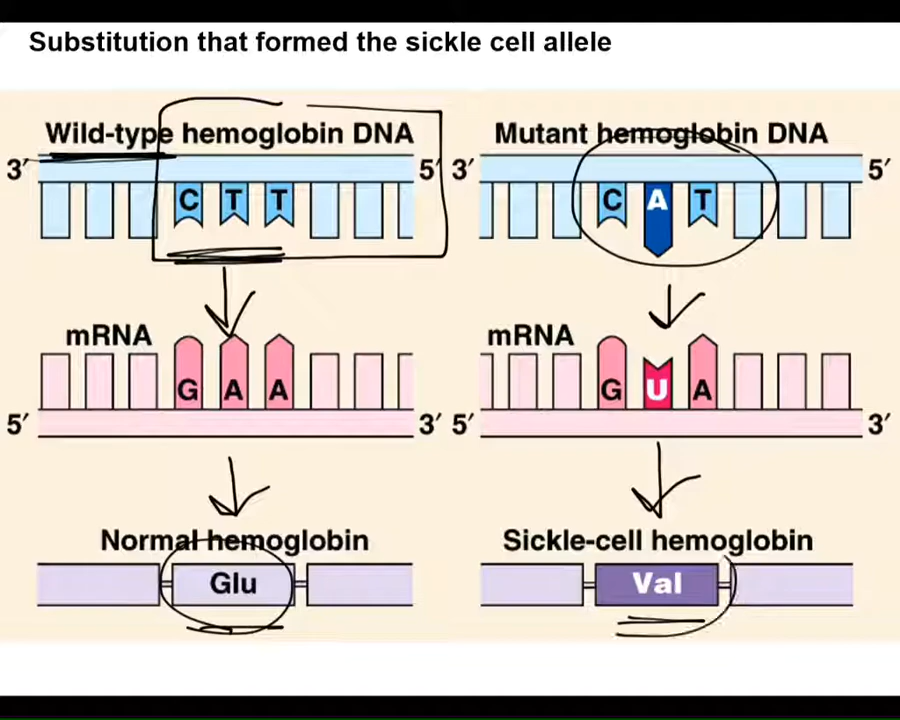 Substitution that formed the sickle cell allele
Wild-type hemoglobin DNA
3′ 5′
C T T
mRNA
G A A
5′ 3′
Normal hemoglobin
Glu
Mutant hemoglobin DNA
3′ 5′
C A T
mRNA
G U A
5′ 3′
Sickle-cell hemoglobin
Val